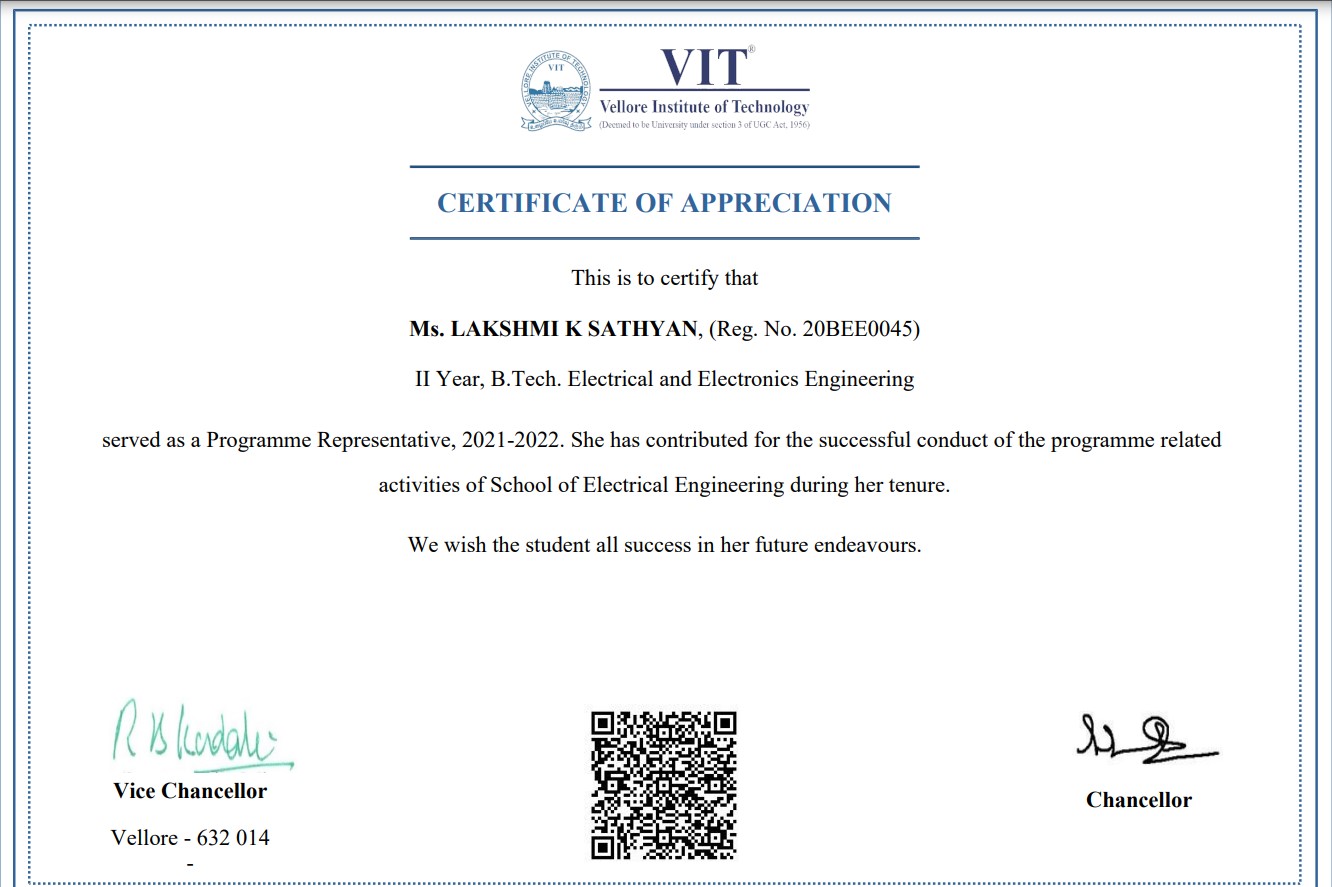 VELLORE INSTITUTE OF TECHNOLOGY
VIT
VIT®
Vellore Institute of Technology
(Deemed to be University under section 3 of UGC Act, 1956)
CERTIFICATE OF APPRECIATION
This is to certify that
Ms. LAKSHMI K SATHYAN, (Reg. No. 20BEE0045)
II Year, B.Tech. Electrical and Electronics Engineering
served as a Programme Representative, 2021-2022. She has contributed for the successful conduct of the programme related
activities of School of Electrical Engineering during her tenure.
We wish the student all success in her future endeavours.
Vice Chancellor
Vellore - 632 014
-
Chancellor